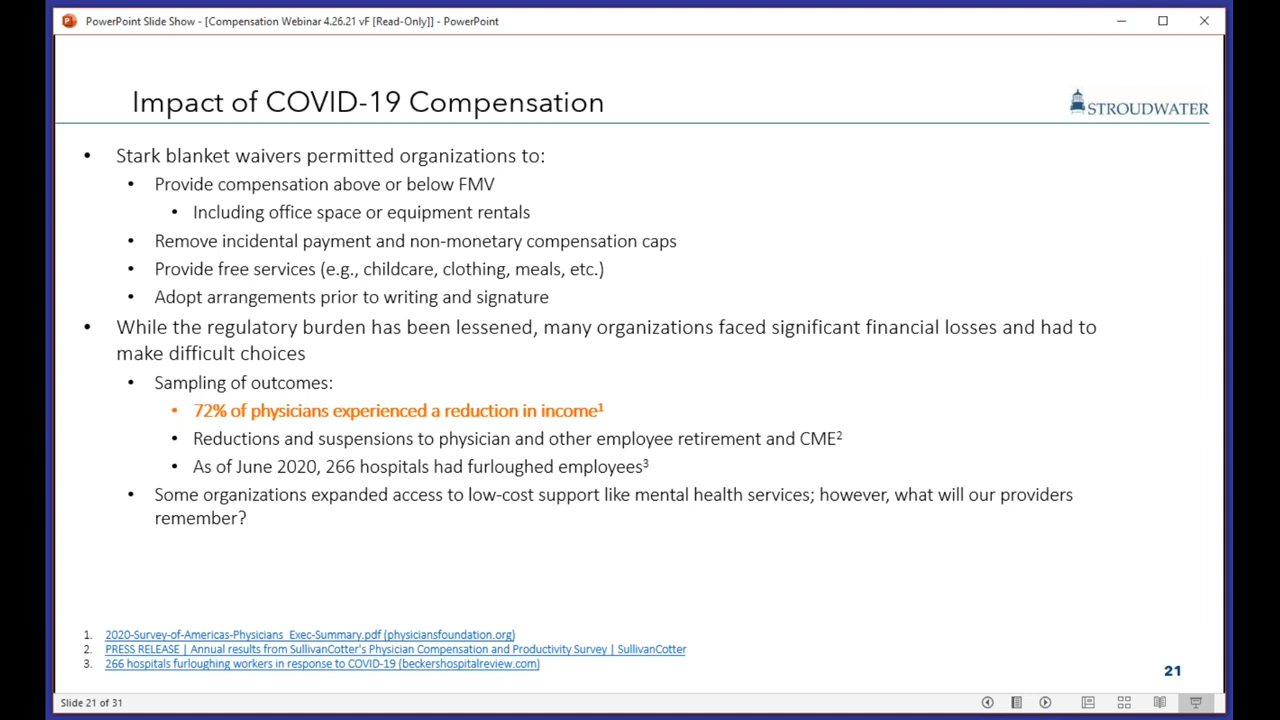 PowerPoint Slide Show - [Compensation Webinar 4.26.21 vF [Read-Only]] - PowerPoint
Impact of COVID-19 Compensation
STROUDWATER
• Stark blanket waivers permitted organizations to:
• Provide compensation above or below FMV
• Including office space or equipment rentals
• Remove incidental payment and non-monetary compensation caps
• Provide free services (e.g., childcare, clothing, meals, etc.)
• Adopt arrangements prior to writing and signature
• While the regulatory burden has been lessened, many organizations faced significant financial losses and had to
make difficult choices
• Sampling of outcomes:
• 72% of physicians experienced a reduction in income¹
• Reductions and suspensions to physician and other employee retirement and CME²
• As of June 2020, 266 hospitals had furloughed employees³
• Some organizations expanded access to low-cost support like mental health services; however, what will our providers
remember?
1. 2020-Survey-of-Americas-Physicians_Exec-Summary.pdf (physiciansfoundation.org)
2. PRESS RELEASE | Annual results from SullivanCotter's Physician Compensation and Productivity Survey | SullivanCotter
3. 266 hospitals furloughing workers in response to COVID-19 (beckershospitalreview.com)
21
Slide 21 of 31